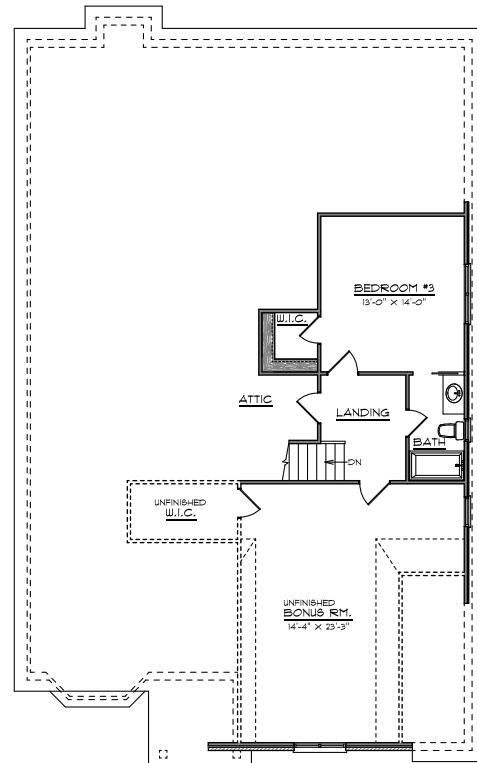 BEDROOM #3
13'-0" X 14'-0"
W.I.C.
ATTIC
LANDING
BATH
DN
UNFINISHED
W.I.C.
UNFINISHED
BONUS RM.
14'-4" X 23'-3"